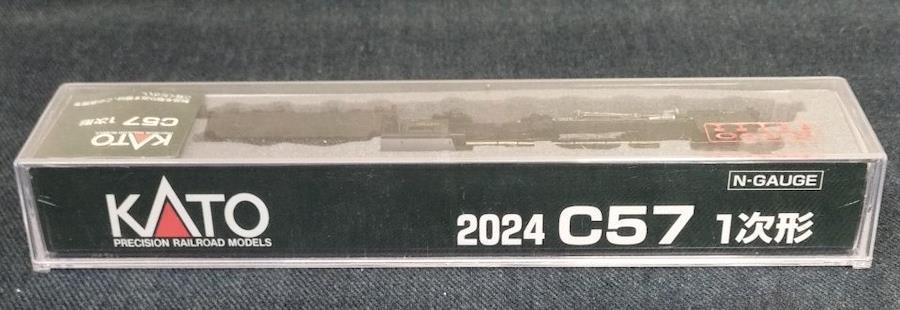 KATO
C57 1次形
N-GAUGE
KATO
PRECISION RAILROAD MODELS
2024 C57 1次形